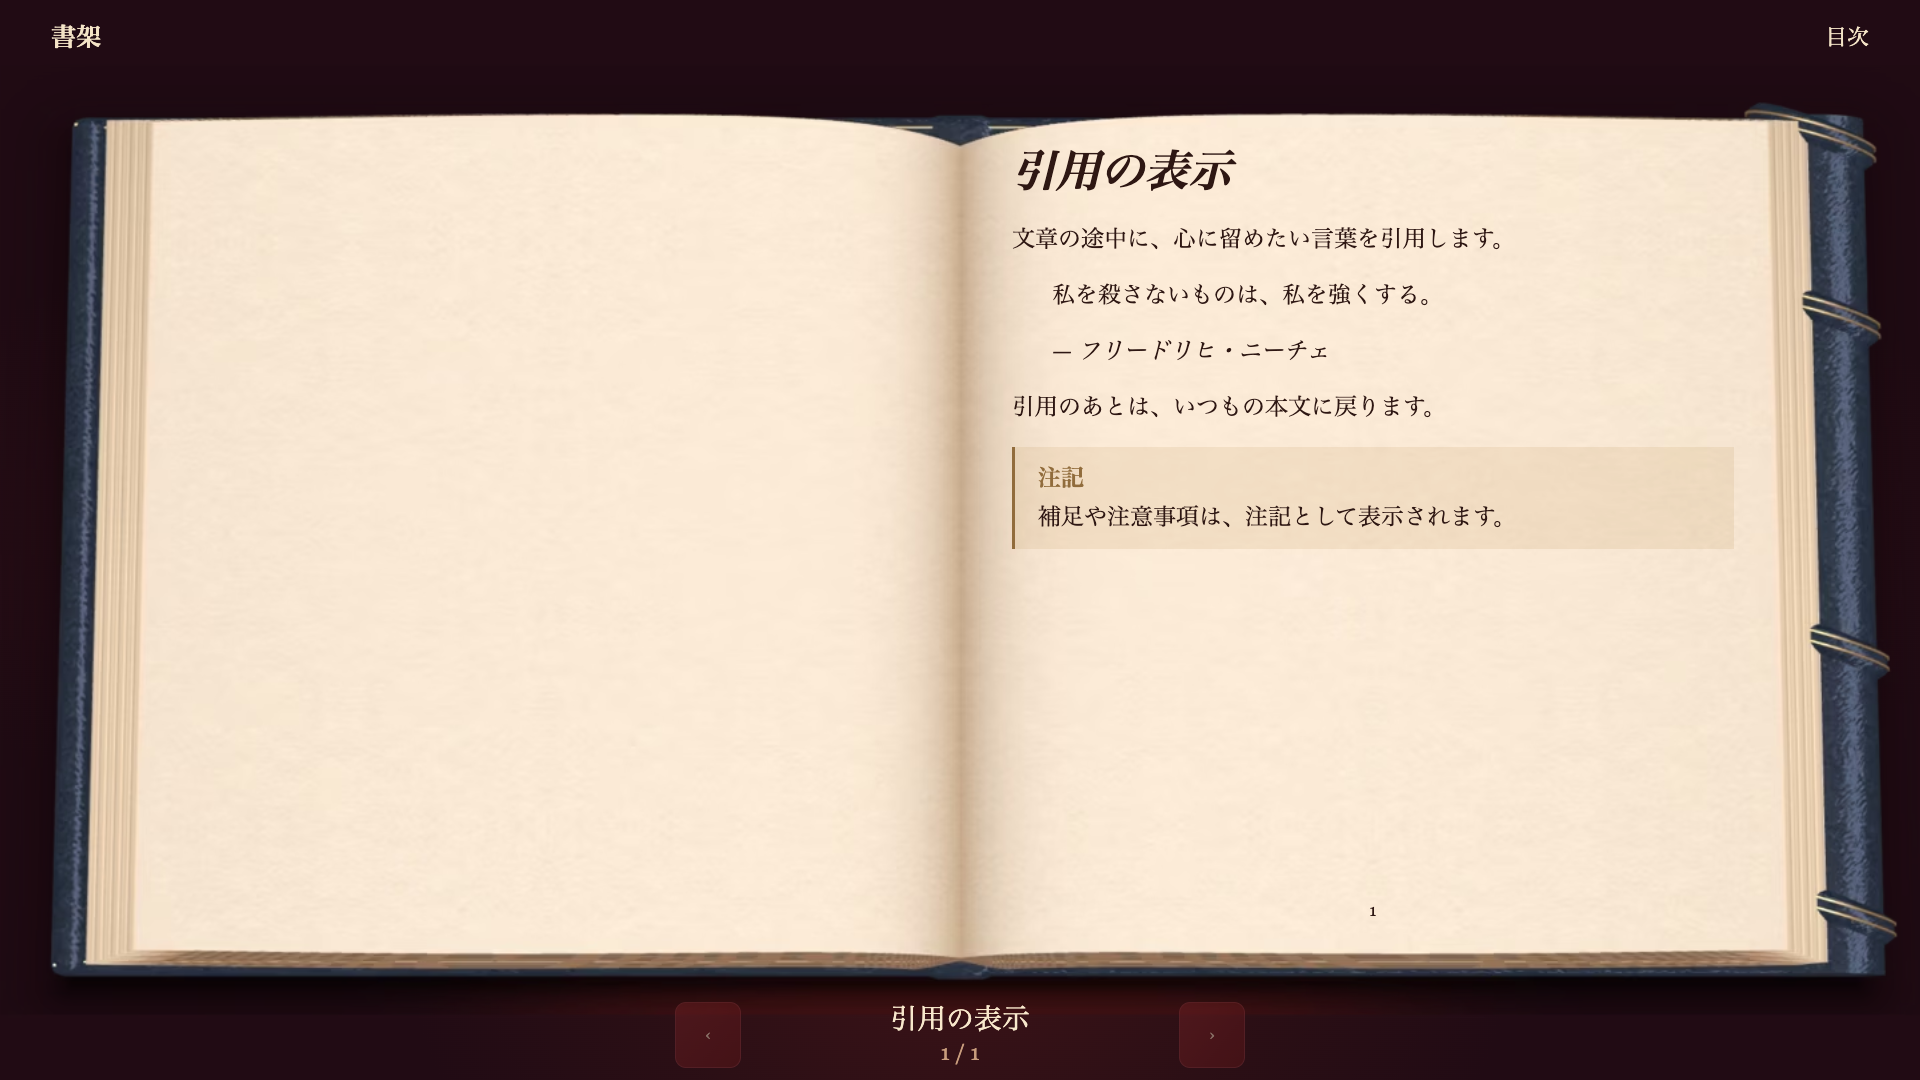 書架
目次
引用の表示
文章の途中に、心に留めたい言葉を引用します。
私を殺さないものは、私を強くする。
— フリードリヒ・ニーチェ
引用のあとは、いつもの本文に戻ります。
注記
補足や注意事項は、注記として表示されます。
1
‹
引用の表示
1 / 1
›